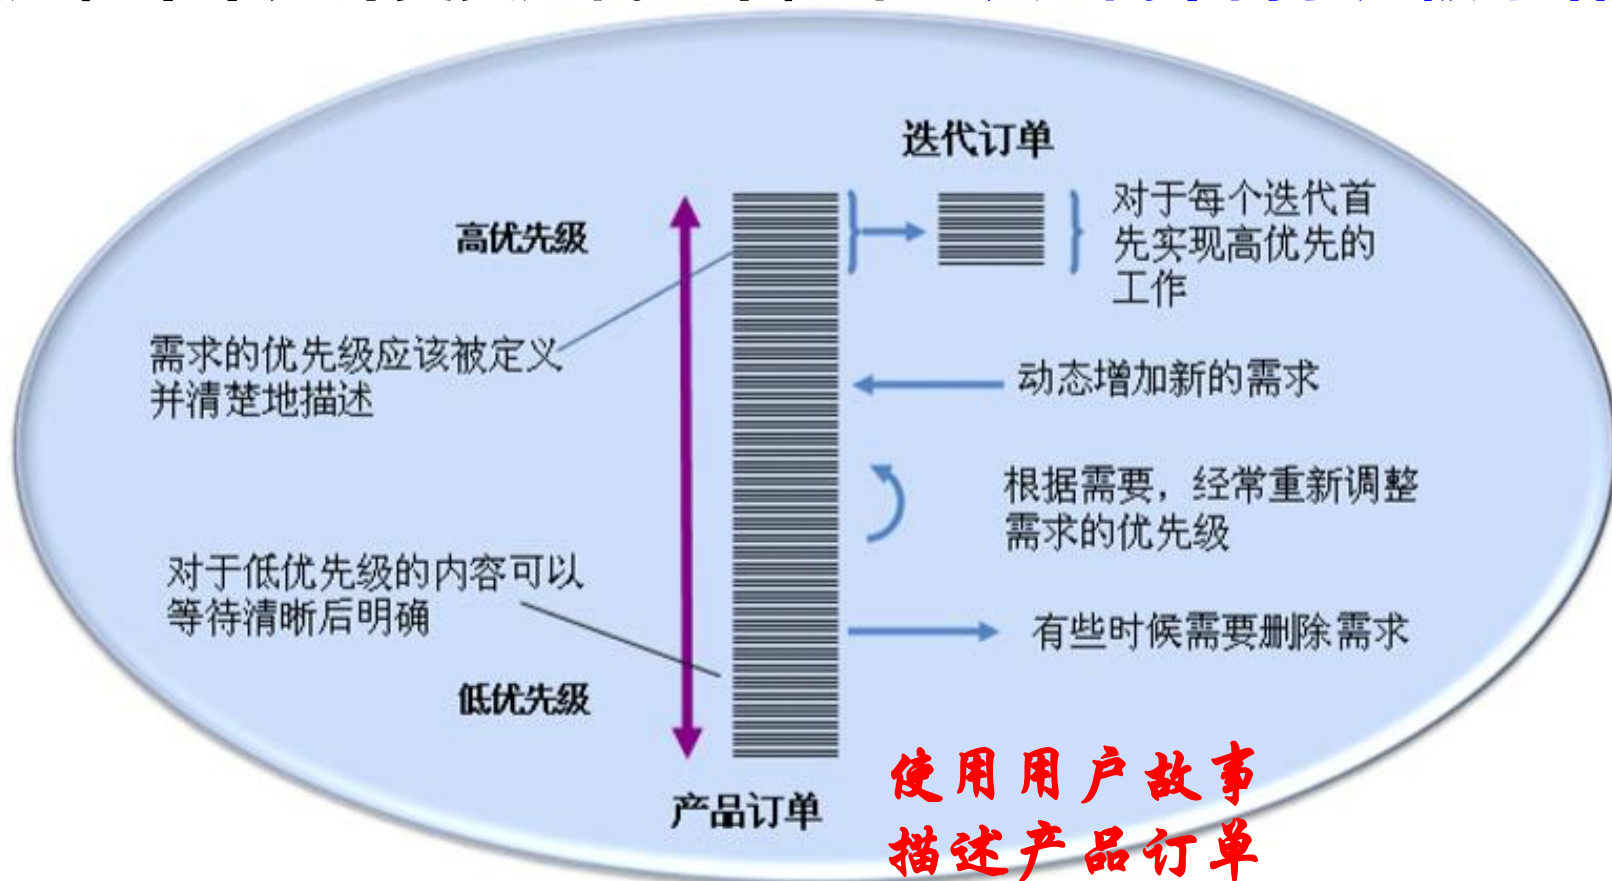 迭代订单
高优先级
对于每个迭代首
先实现高优先的
工作
需求的优先级应该被定义
并清楚地描述
动态增加新的需求
根据需要，经常重新调整
需求的优先级
对于低优先级的内容可以
等待清晰后明确
有些时候需要删除需求
低优先级
产品订单
使用用户故事
描述产品订单